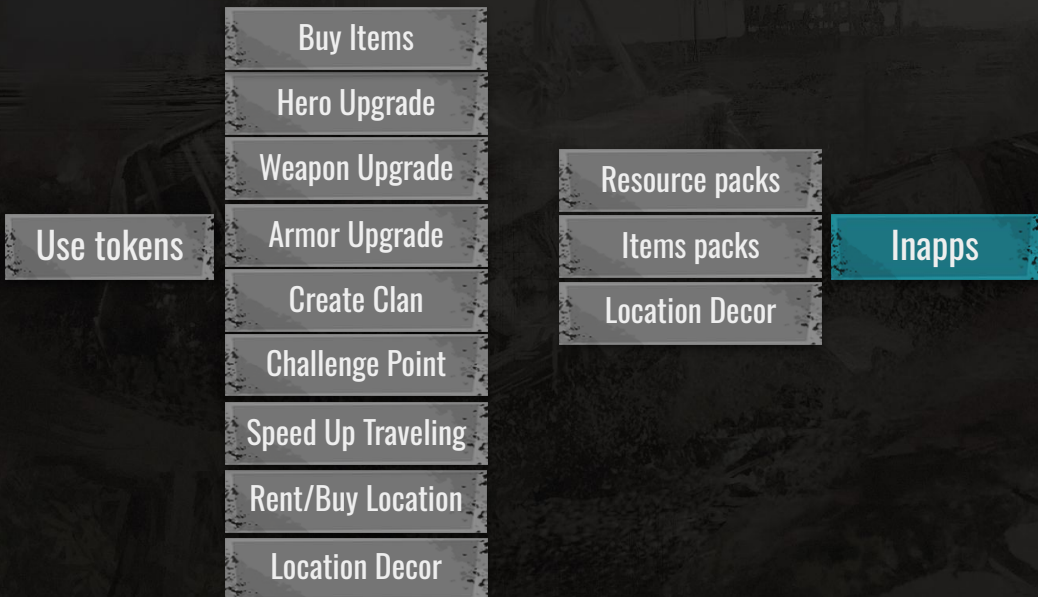 Use tokens
Buy Items
Hero Upgrade
Weapon Upgrade
Armor Upgrade
Create Clan
Challenge Point
Speed Up Traveling
Rent/Buy Location
Location Decor
Resource packs
Items packs
Location Decor
Inapps